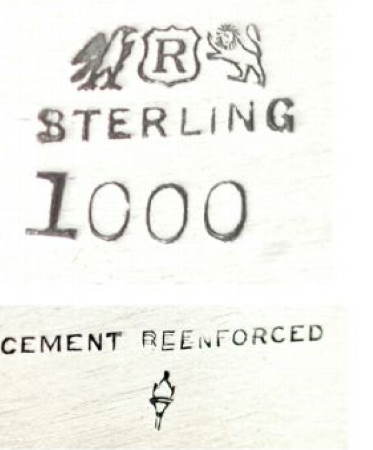 R
STERLING
1000
CEMENT REENFORCED